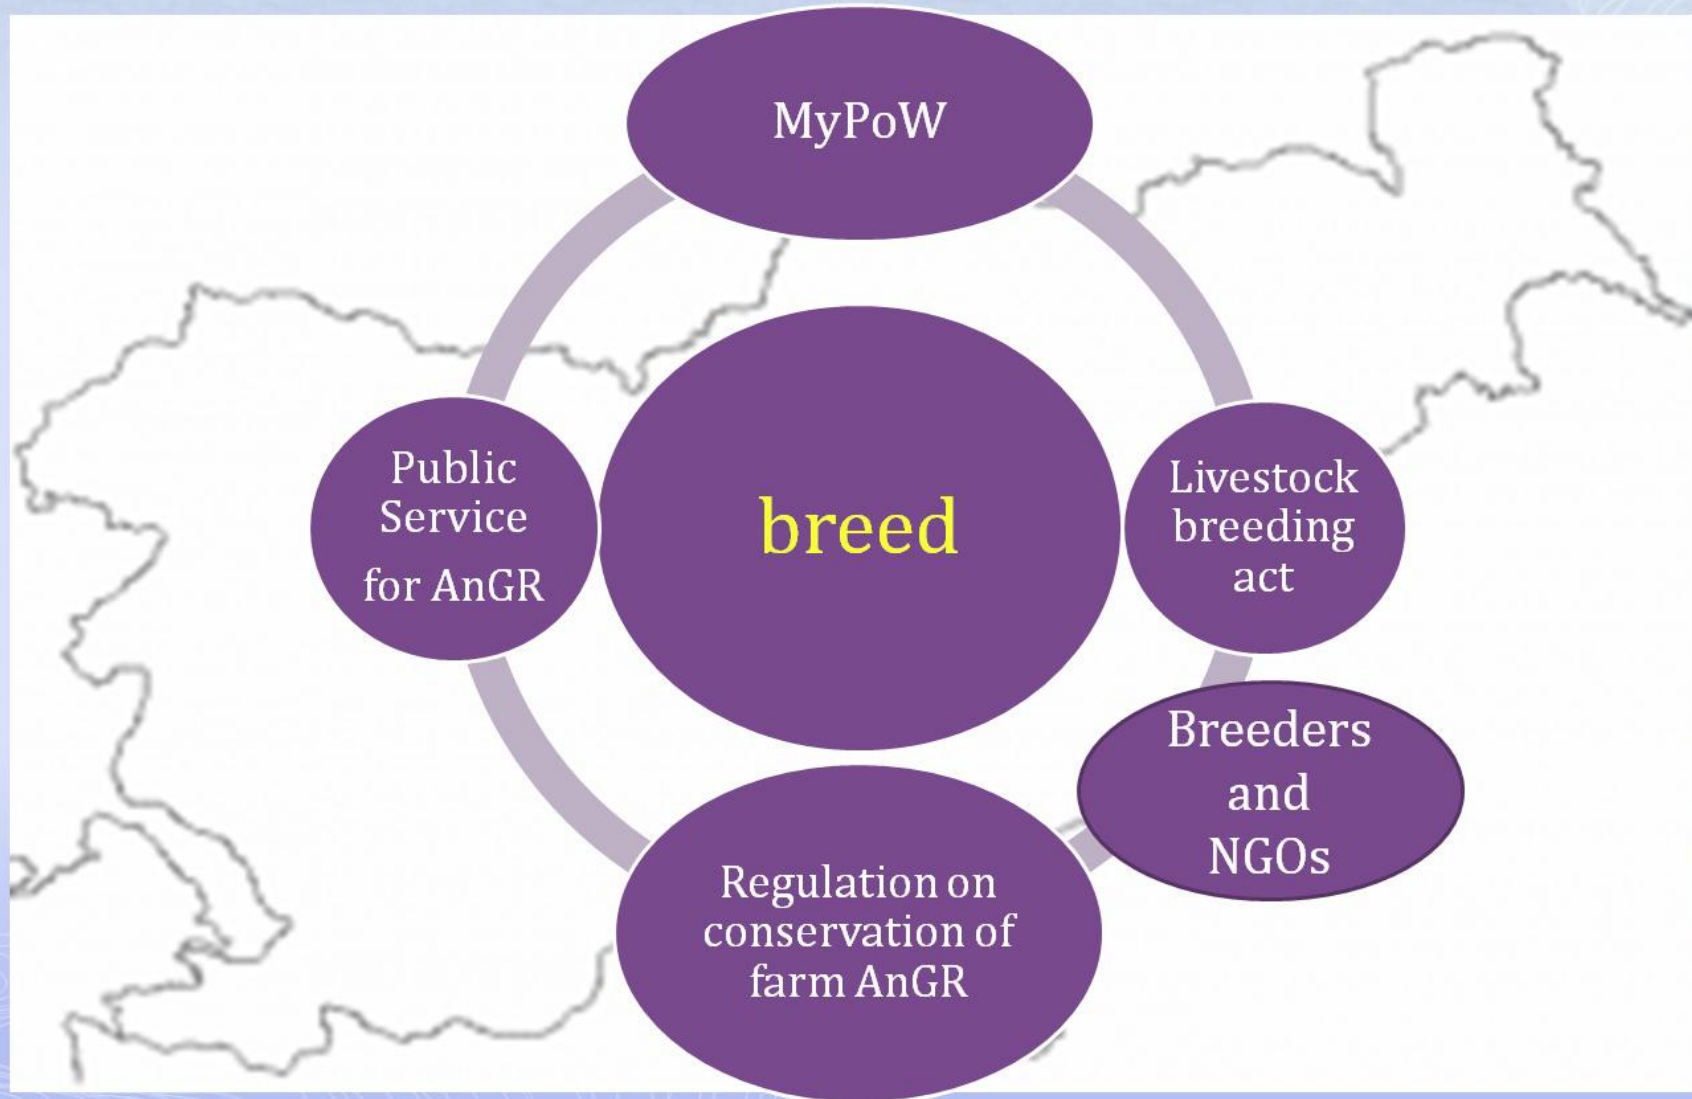 MyPoW
Public
Service
for AnGR
breed
Livestock
breeding
act
Breeders
and
NGOs
Regulation on
conservation of
farm AnGR